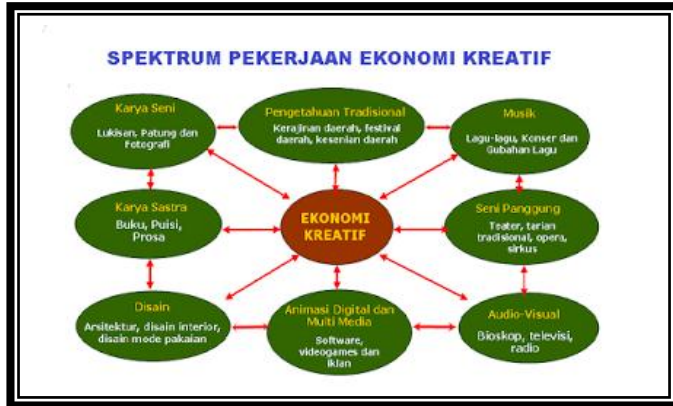 SPEKTRUM PEKERJAAN EKONOMI KREATIF
Karya Seni
Lukisan, Patung dan
Fotografi
Pengetahuan Tradisional
Kerajinan daerah, festival
daerah, kesenian daerah
Musik
Lagu-lagu, Konser dan
Gubahan Lagu
Karya Sastra
Buku, Puisi,
Prosa
EKONOMI
KREATIF
Seni Panggung
Teater, tarian
tradisional, opera,
sirkus
Disain
Arsitektur, disain interior,
disain mode pakaian
Animasi Digital dan
Multi Media
Software,
videogames dan
iklan
Audio-Visual
Bioskop, televisi,
radio